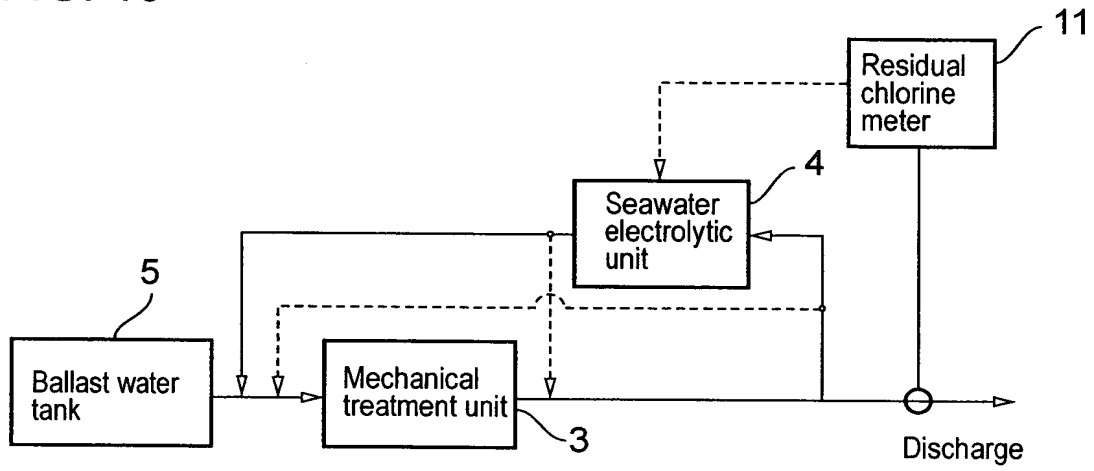 11
Residual
chlorine
meter
4
Seawater
electrolytic
unit
5
Ballast water
tank
Mechanical
treatment unit
3
Discharge